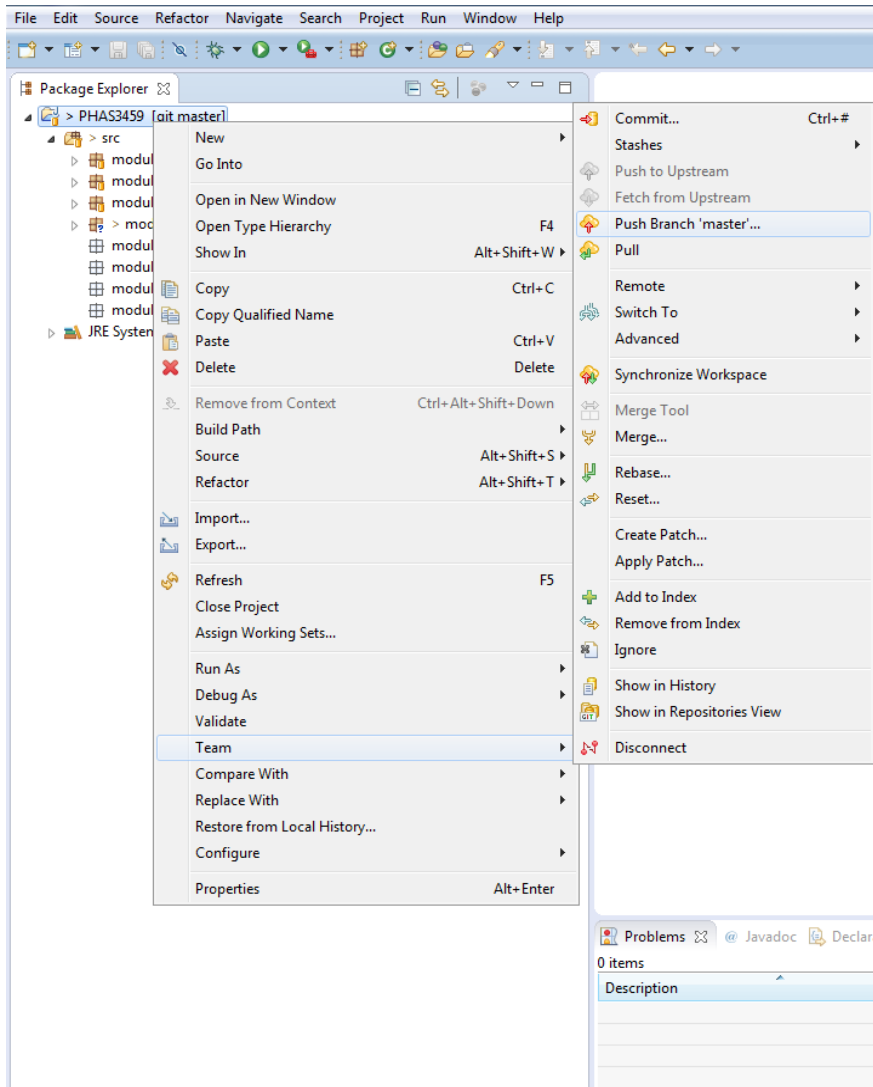 File Edit Source Refactor Navigate Search Project Run Window Help
Package Explorer
> PHAS3459 [git master]
> src
modul
modul
modul
> moc
modul
modul
modul
modul
JRE System
New
Go Into
Open in New Window
Open Type Hierarchy F4
Show In Alt+Shift+W
Copy Ctrl+C
Copy Qualified Name
Paste Ctrl+V
Delete Delete
Remove from Context Ctrl+Alt+Shift+Down
Build Path
Source Alt+Shift+S
Refactor Alt+Shift+T
Import...
Export...
Refresh F5
Close Project
Assign Working Sets...
Run As
Debug As
Validate
Team
Compare With
Replace With
Restore from Local History...
Configure
Properties Alt+Enter
Commit... Ctrl+#
Stashes
Push to Upstream
Fetch from Upstream
Push Branch 'master'...
Pull
Remote
Switch To
Advanced
Synchronize Workspace
Merge Tool
Merge...
Rebase...
Reset...
Create Patch...
Apply Patch...
Add to Index
Remove from Index
Ignore
Show in History
GIT Show in Repositories View
Disconnect
Problems @ Javadoc Declar
0 items
Description